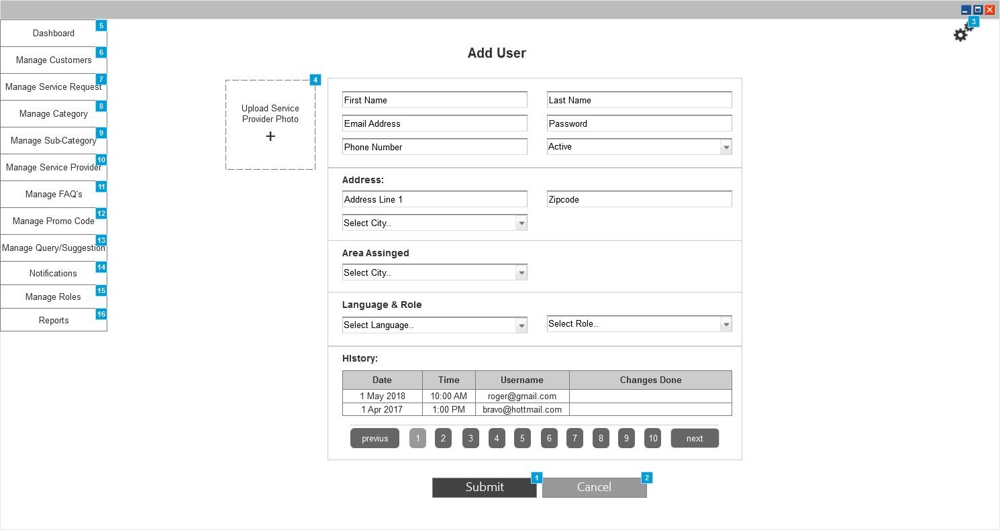 3
Dashboard 5
Manage Customers 6
Manage Service Request 7
Manage Category 8
Manage Sub-Category 9
Manage Service Provider 10
Manage FAQ's 11
Manage Promo Code 12
Manage Query/Suggestion 13
Notifications 14
Manage Roles 15
Reports 16
Add User
4
Upload Service
Provider Photo
+
First Name Last Name
Email Address Password
Phone Number Active
Address:
Address Line 1 Zipcode
Select City..
Area Assinged
Select City..
Language & Role
Select Language.. Select Role..
History:
Date Time Username Changes Done
1 May 2018 10:00 AM roger@gmail.com
1 Apr 2017 1:00 PM bravo@hottmail.com
previus 1 2 3 4 5 6 7 8 9 10 next
Submit 1 Cancel 2